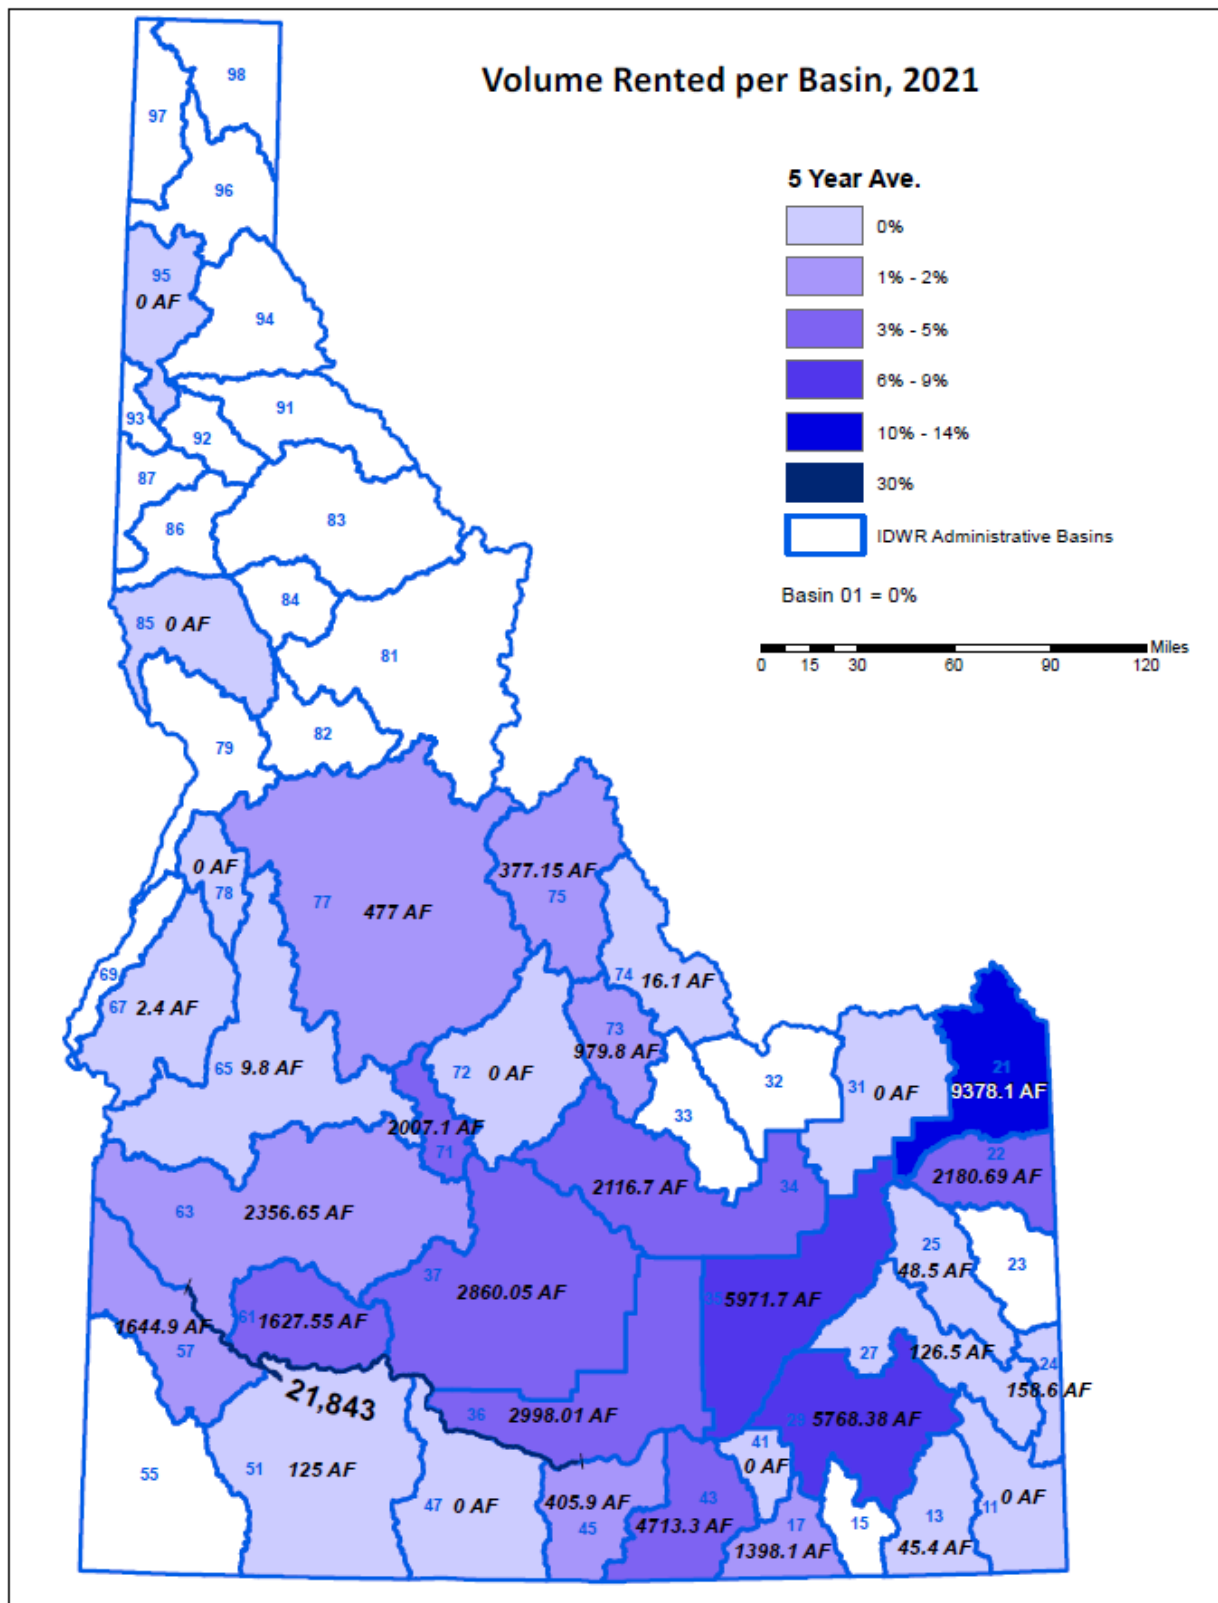 Volume Rented per Basin, 2021
5 Year Ave.
0%
1% - 2%
3% - 5%
6% - 9%
10% - 14%
30%
IDWR Administrative Basins
Basin 01 = 0%
Miles
0 15 30 60 90 120
98
97
96
95
0 AF
94
91
93
92
87
86
83
84
85 0 AF
81
82
79
0 AF
78
77 477 AF
377.15 AF
75
69
67 2.4 AF
74 16.1 AF
73
979.8 AF
65 9.8 AF
72 0 AF
32
31 0 AF
21
9378.1 AF
33
2007.1 AF
71
22
2180.69 AF
2116.7 AF 34
63 2356.65 AF
25
48.5 AF
23
37 2860.05 AF
35 5971.7 AF
61 1627.55 AF
1644.9 AF
57
27 126.5 AF
24
158.6 AF
21,843
36 2998.01 AF
29 5768.38 AF
41
0 AF
55
51 125 AF
47 0 AF
405.9 AF
45
43
4713.3 AF
17
1398.1 AF
15
13
45.4 AF
11 0 AF